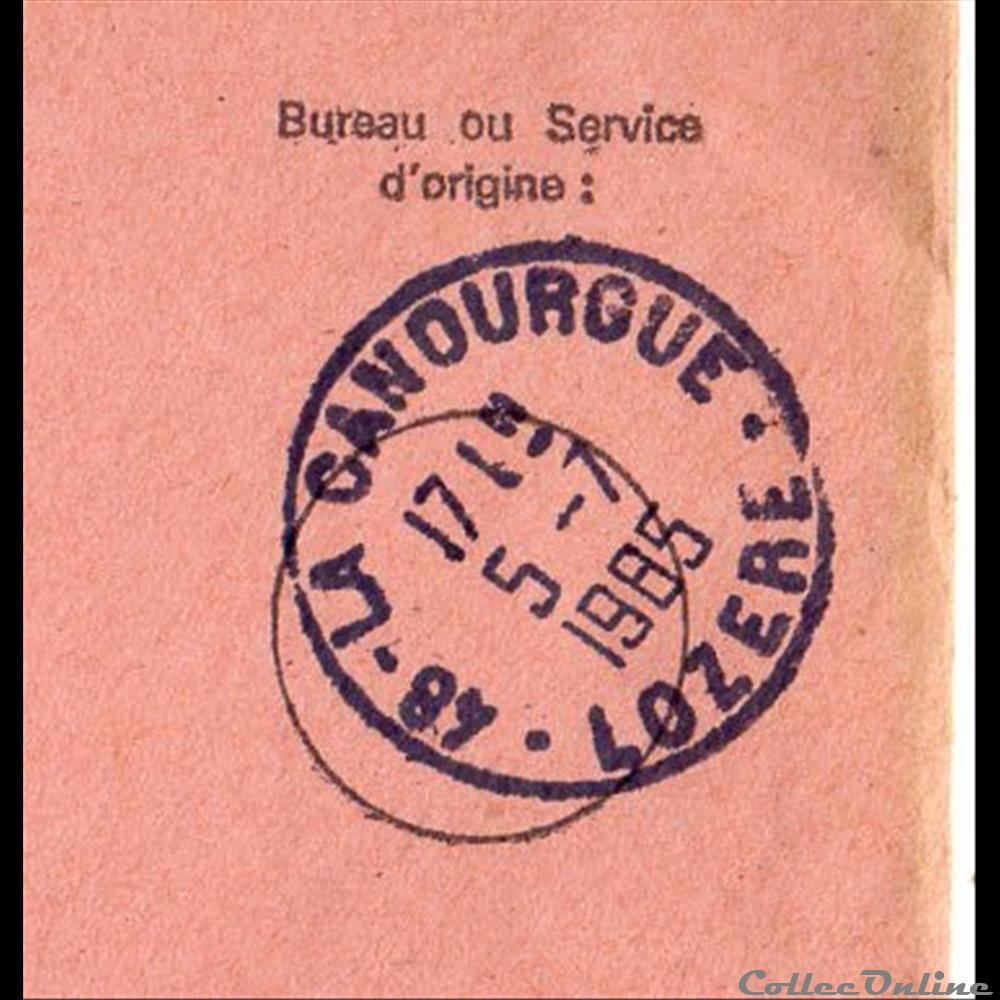 Bureau ou Service
d'origine :
48-LA CANOURGUE · LOZERE ·
17 H
5 -7
1985
CollecOnline